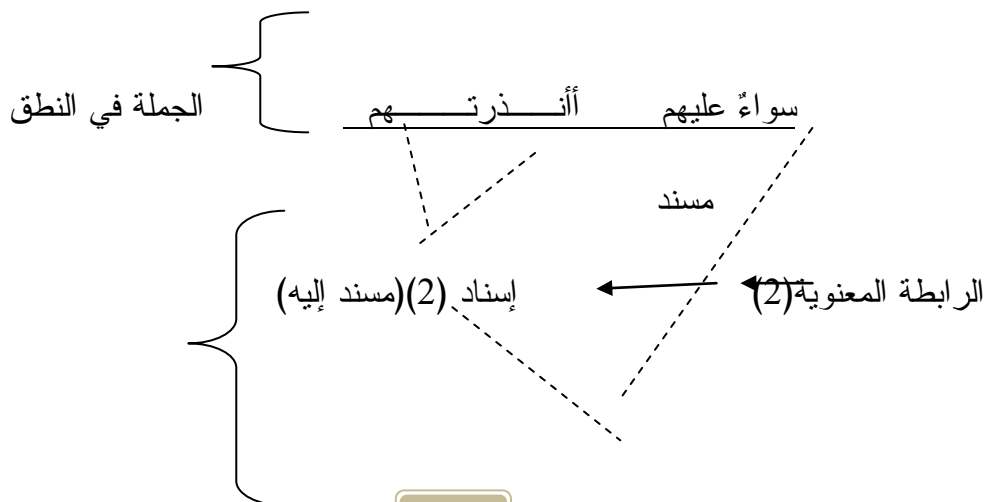 سواءٌ عليهم أأنـــــذرتـــــــهم الجملة في النطق
مسند
الرابطة المعنوية(2) إسناد (2)(مسند إليه)